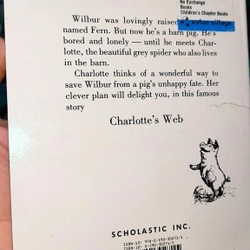 No Exchange
Books
Children's Chapter Books
Wilbur was lovingly raised
named Fern. But now he's a barn pig. He's
bored and lonely — until he meets Char-
lotte, the beautiful grey spider who also lives
in the barn.
Charlotte thinks of a wonderful way to
save Wilbur from a pig's unhappy fate. Her
clever plan will delight you, in this famous
story
Charlotte's Web
SCHOLASTIC INC.